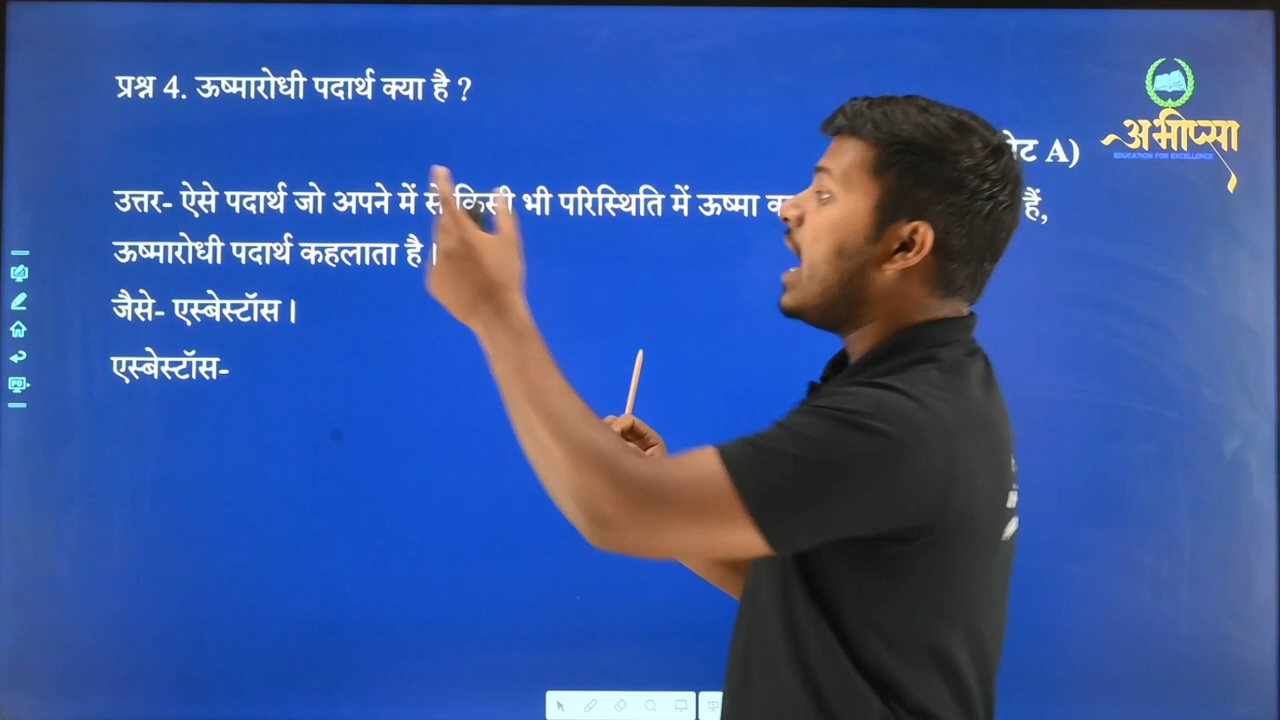 प्रश्न 4. ऊष्मारोधी पदार्थ क्या है ?
अभीप्सा
EDUCATION FOR EXCELLENCE
A)
उत्तर- ऐसे पदार्थ जो अपने में से किसी भी परिस्थिति में ऊष्मा हैं,
ऊष्मारोधी पदार्थ कहलाता है।
जैसे- एस्बेस्टॉस।
एस्बेस्टॉस-